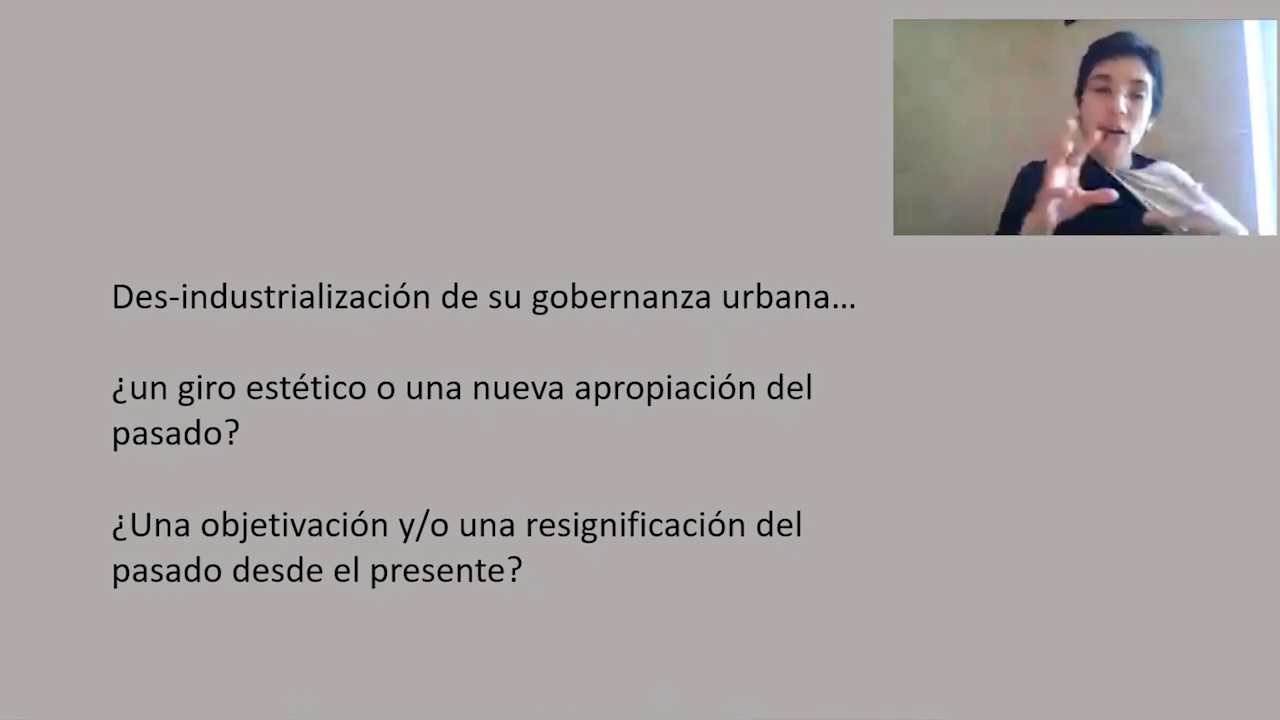 Des-industrialización de su gobernanza urbana...
¿un giro estético o una nueva apropiación del
pasado?
¿Una objetivación y/o una resignificación del
pasado desde el presente?